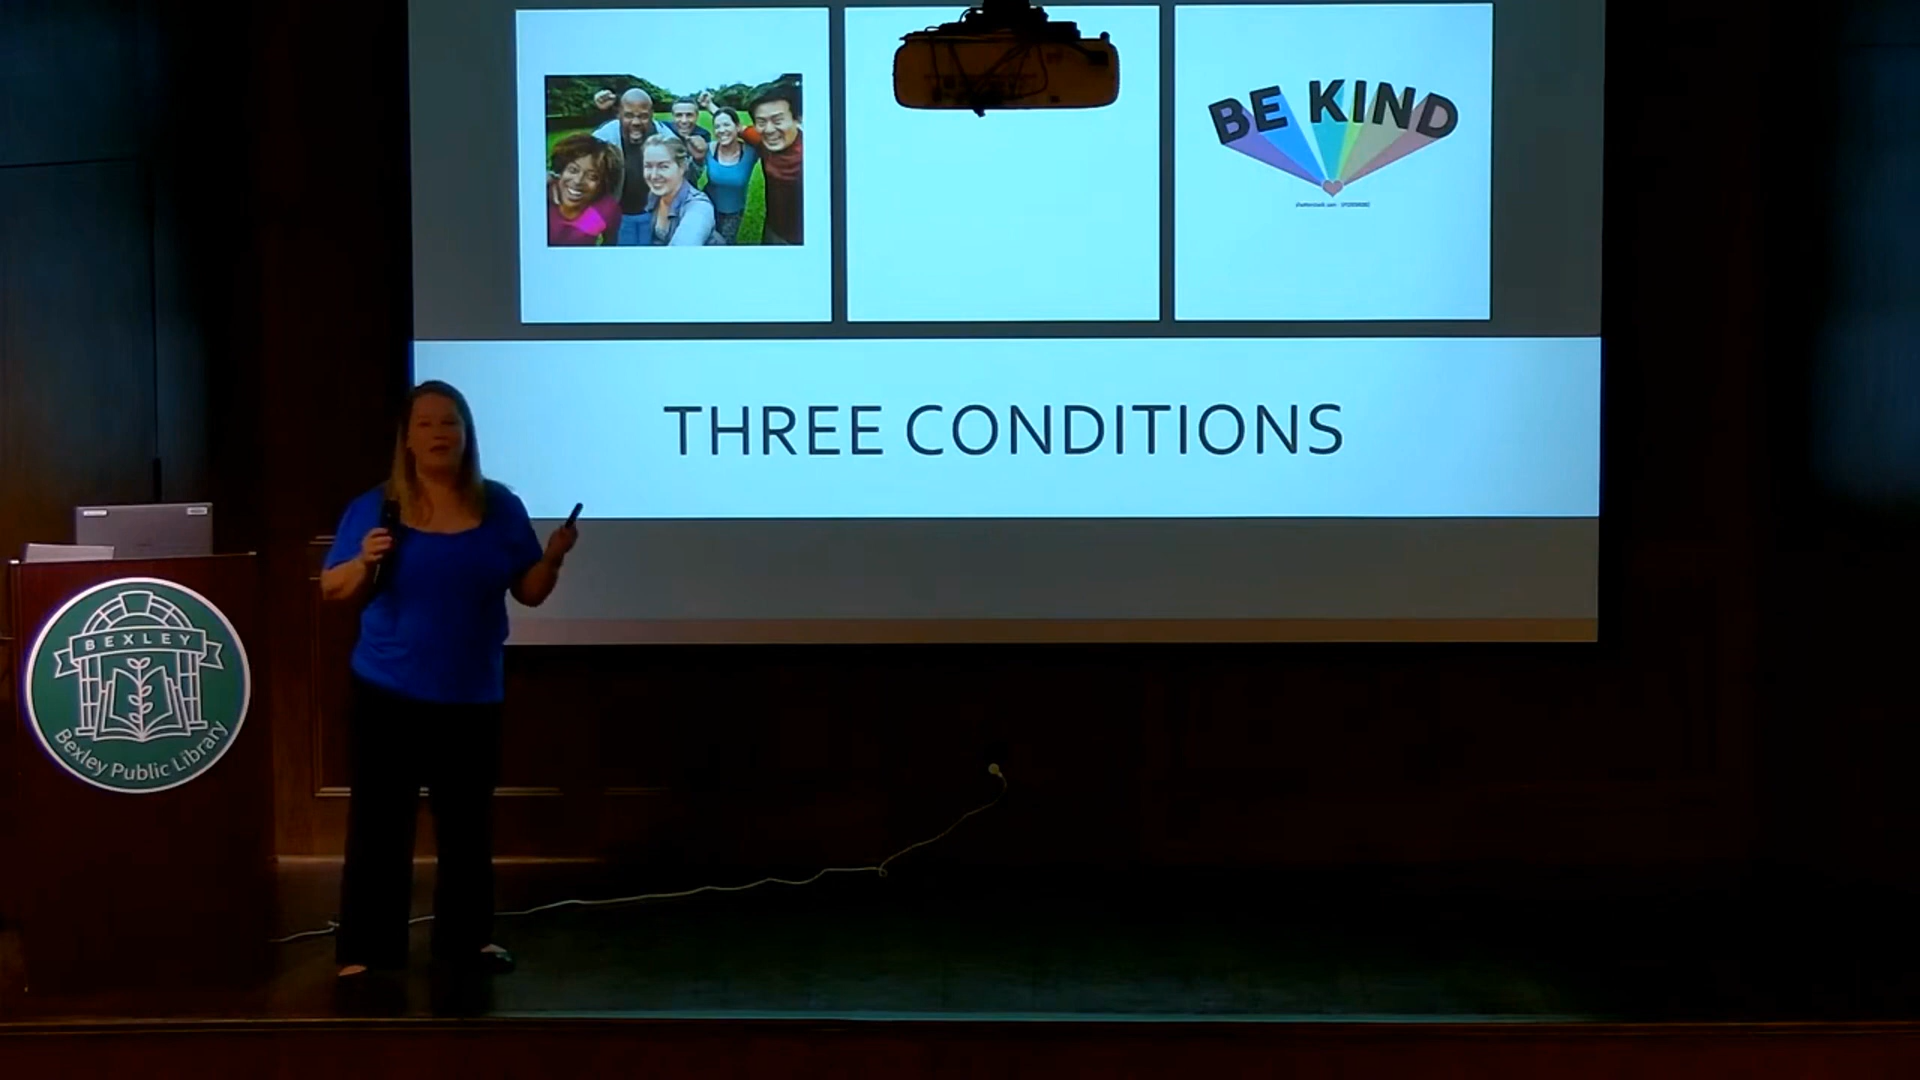 BE KIND
THREE CONDITIONS
BEXLEY
Bexley Public Library